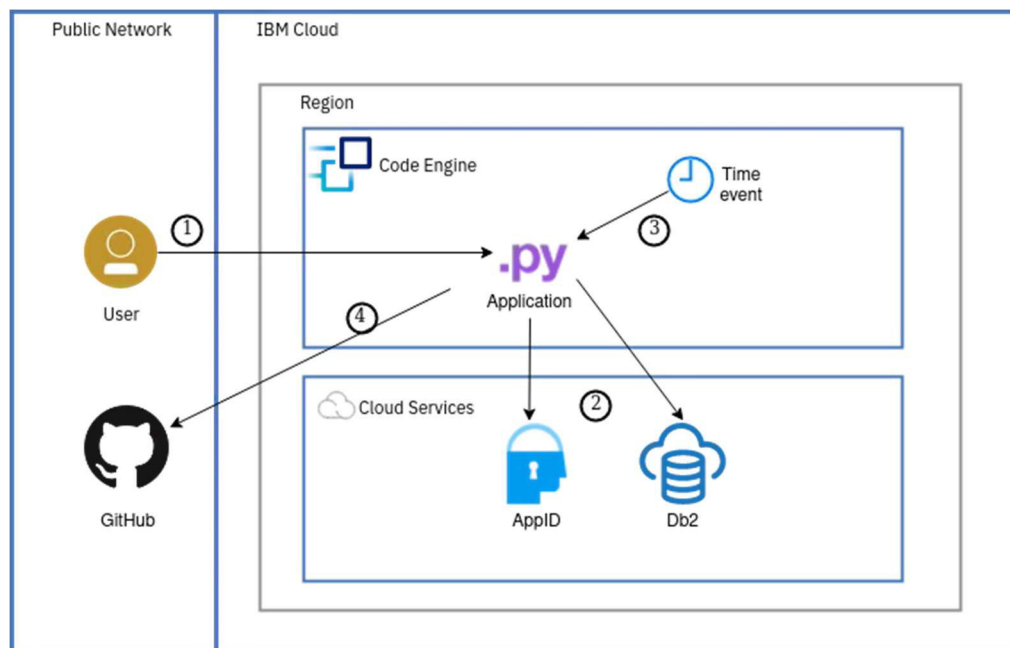 Public Network
IBM Cloud
Region
Code Engine
Time
event
1
3
.py
Application
User
4
Cloud Services
2
GitHub
AppID
Db2